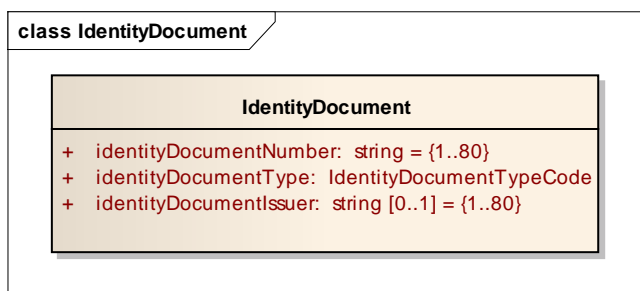 class IdentityDocument
IdentityDocument
+ identityDocumentNumber: string = {1..80}
+ identityDocumentType: IdentityDocumentTypeCode
+ identityDocumentIssuer: string [0..1] = {1..80}